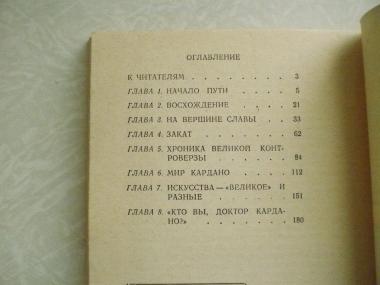 ОГЛАВЛЕНИЕ
К ЧИТАТЕЛЯМ . . . . . . . . 3
ГЛАВА 1. НАЧАЛО ПУТИ . . . . . 5
ГЛАВА 2. ВОСХОЖДЕНИЕ . . . . . 21
ГЛАВА 3. НА ВЕРШИНЕ СЛАВЫ . . . 33
ГЛАВА 4. ЗАКАТ . . . . . . . 62
ГЛАВА 5. ХРОНИКА ВЕЛИКОЙ КОНТ-
РОВЕРЗЫ . . . . . . 84
ГЛАВА 6. МИР КАРДАНО . . . . . 112
ГЛАВА 7. ИСКУССТВА — «ВЕЛИКОЕ» И
РАЗНЫЕ . . . . . . 151
ГЛАВА 8. «КТО ВЫ, ДОКТОР КАРДА-
НО?» . . . . . . . 180